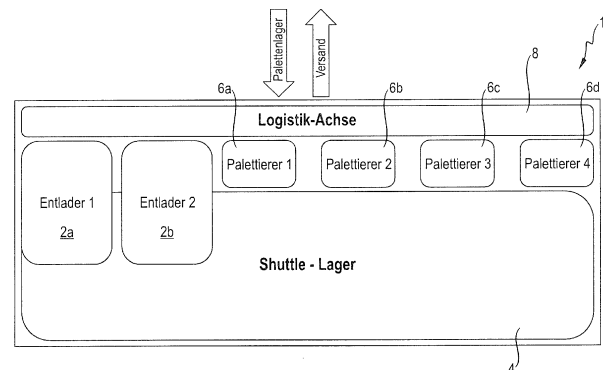 Palettenlager
Versand
1
8
6a
6b
6c
6d
Logistik-Achse
Palettierer 1
Palettierer 2
Palettierer 3
Palettierer 4
Entlader 1
2a
Entlader 2
2b
Shuttle - Lager
4